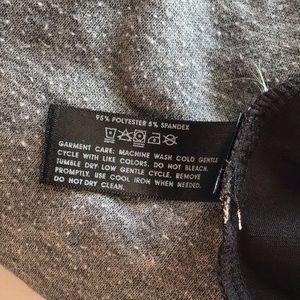 95% POLYESTER 5% SPANDEX
GARMENT CARE: MACHINE WASH COLD GENTLE
CYCLE WITH LIKE COLORS. DO NOT BLEACH.
TUMBLE DRY LOW GENTLE CYCLE. REMOVE
PROMPTLY. USE COOL IRON WHEN NEEDED.
DO NOT DRY CLEAN.